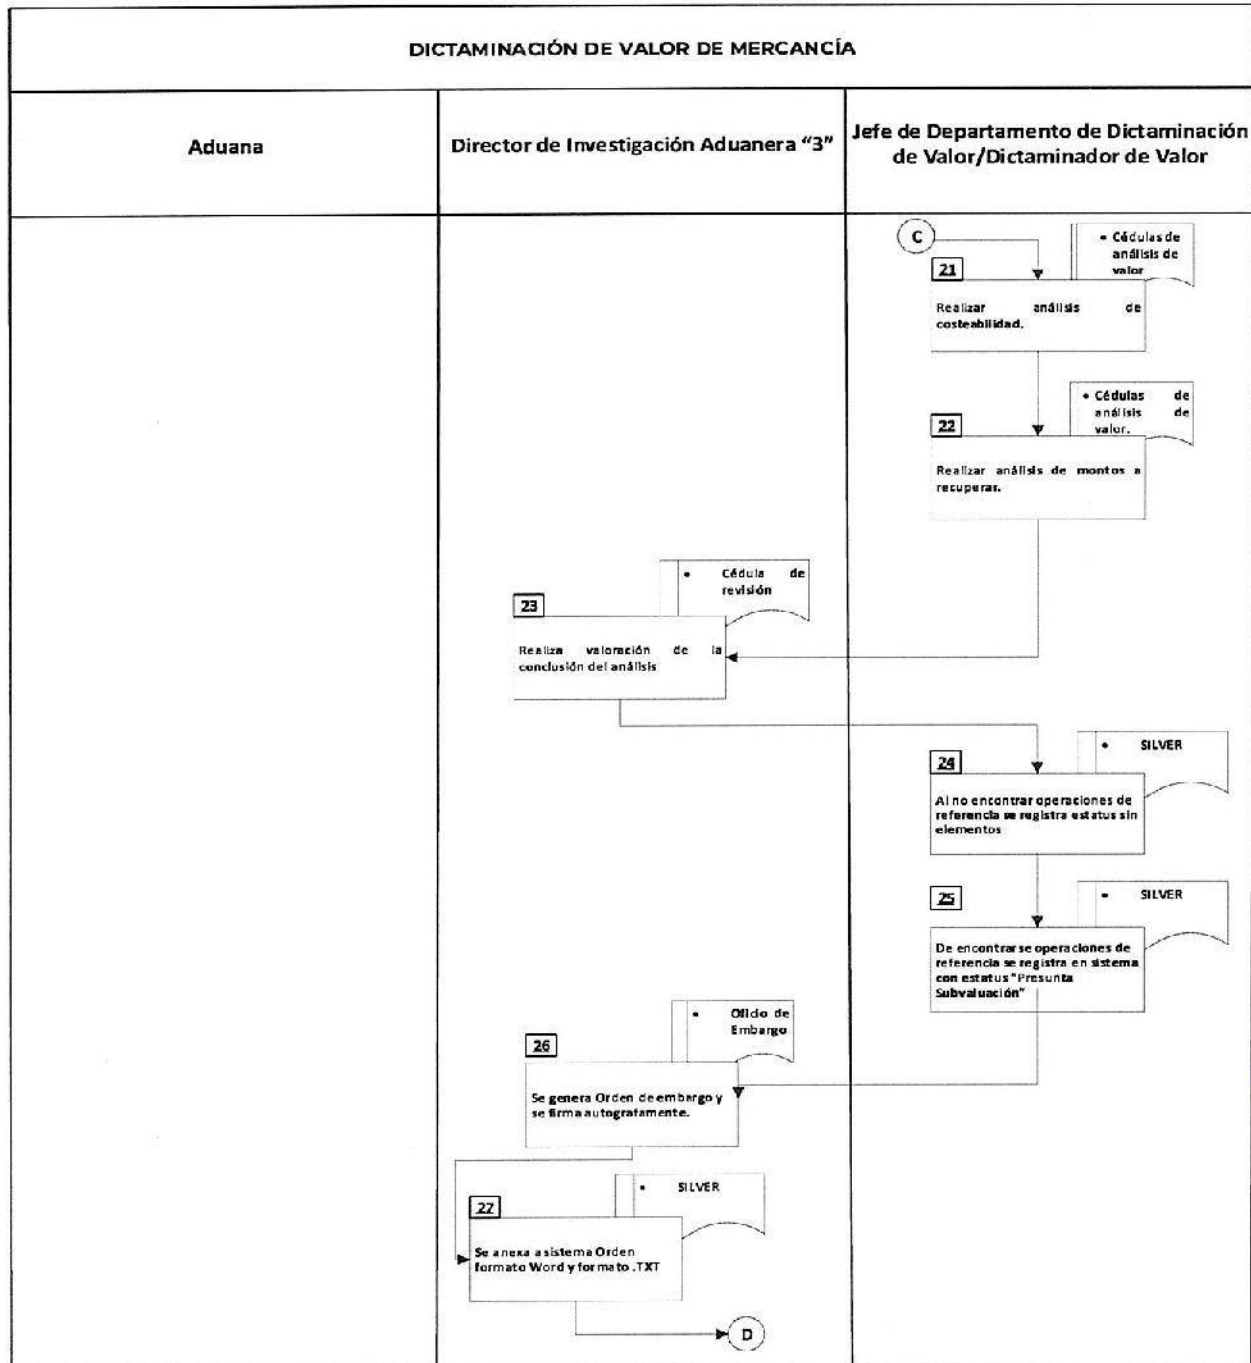 DICTAMINACIÓN DE VALOR DE MERCANCÍA
Aduana
Director de Investigación Aduanera “3”
Jefe de Departamento de Dictaminación
de Valor/Dictaminador de Valor
C
• Cédulas de
análisis de
valor
21
Realizar análisis de
costeabilidad.
• Cédulas de
análisis de
valor.
22
Realizar análisis de montos a
recuperar.
• Cédula de
revisión
23
Realiza valoración de la
conclusión del análisis
• SILVER
24
Al no encontrar operaciones de
referencia se registra estatus sin
elementos
• SILVER
25
De encontrarse operaciones de
referencia se registra en sistema
con estatus “Presunta
Subvaluación”
• Oficio de
Embargo
26
Se genera Orden de embargo y
se firma autografamente.
• SILVER
27
Se anexa a sistema Orden
formato Word y formato .TXT
D